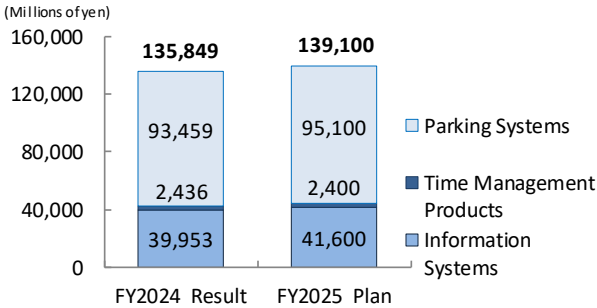 (Millions of yen)
160,000
120,000
80,000
40,000
0
135,849
93,459
2,436
39,953
FY2024 Result
139,100
95,100
2,400
41,600
FY2025 Plan
Parking Systems
Time Management
Products
Information
Systems